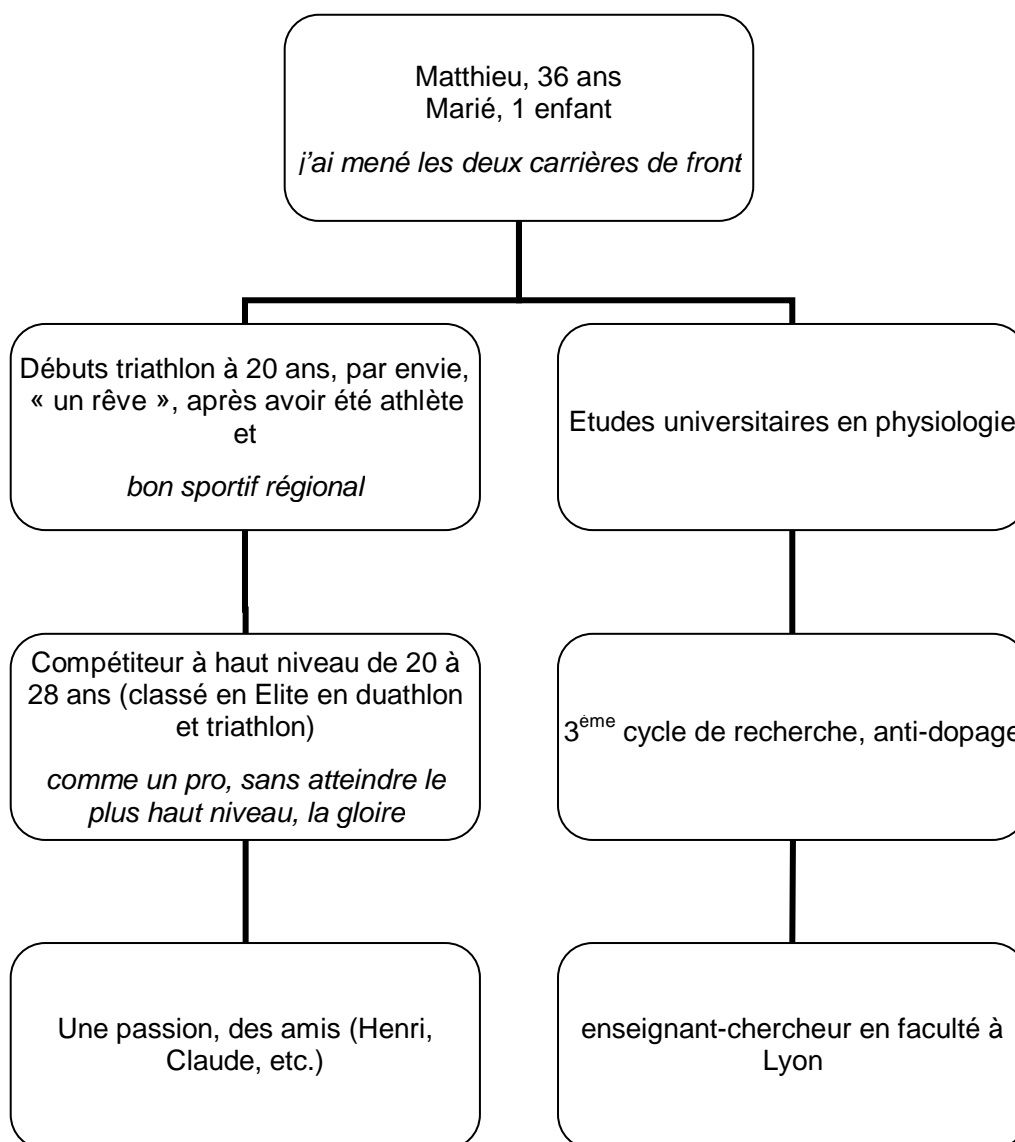 Matthieu, 36 ans
Marié, 1 enfant
j'ai mené les deux carrières de front
Débuts triathlon à 20 ans, par envie,
« un rêve », après avoir été athlète
et
bon sportif régional
Etudes universitaires en physiologie
Compétiteur à haut niveau de 20 à
28 ans (classé en Elite en duathlon
et triathlon)
comme un pro, sans atteindre le
plus haut niveau, la gloire
3ème cycle de recherche, anti-dopage
Une passion, des amis (Henri,
Claude, etc.)
enseignant-chercheur en faculté à
Lyon